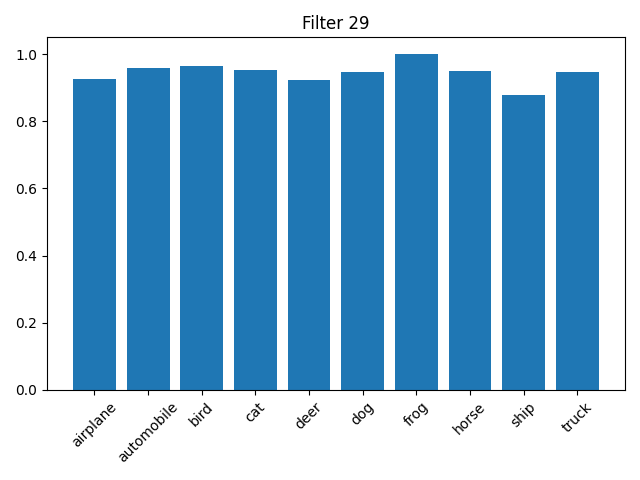 Filter 29
1.0
0.8
0.6
0.4
0.2
0.0
airplane
automobile
bird
cat
deer
dog
frog
horse
ship
truck